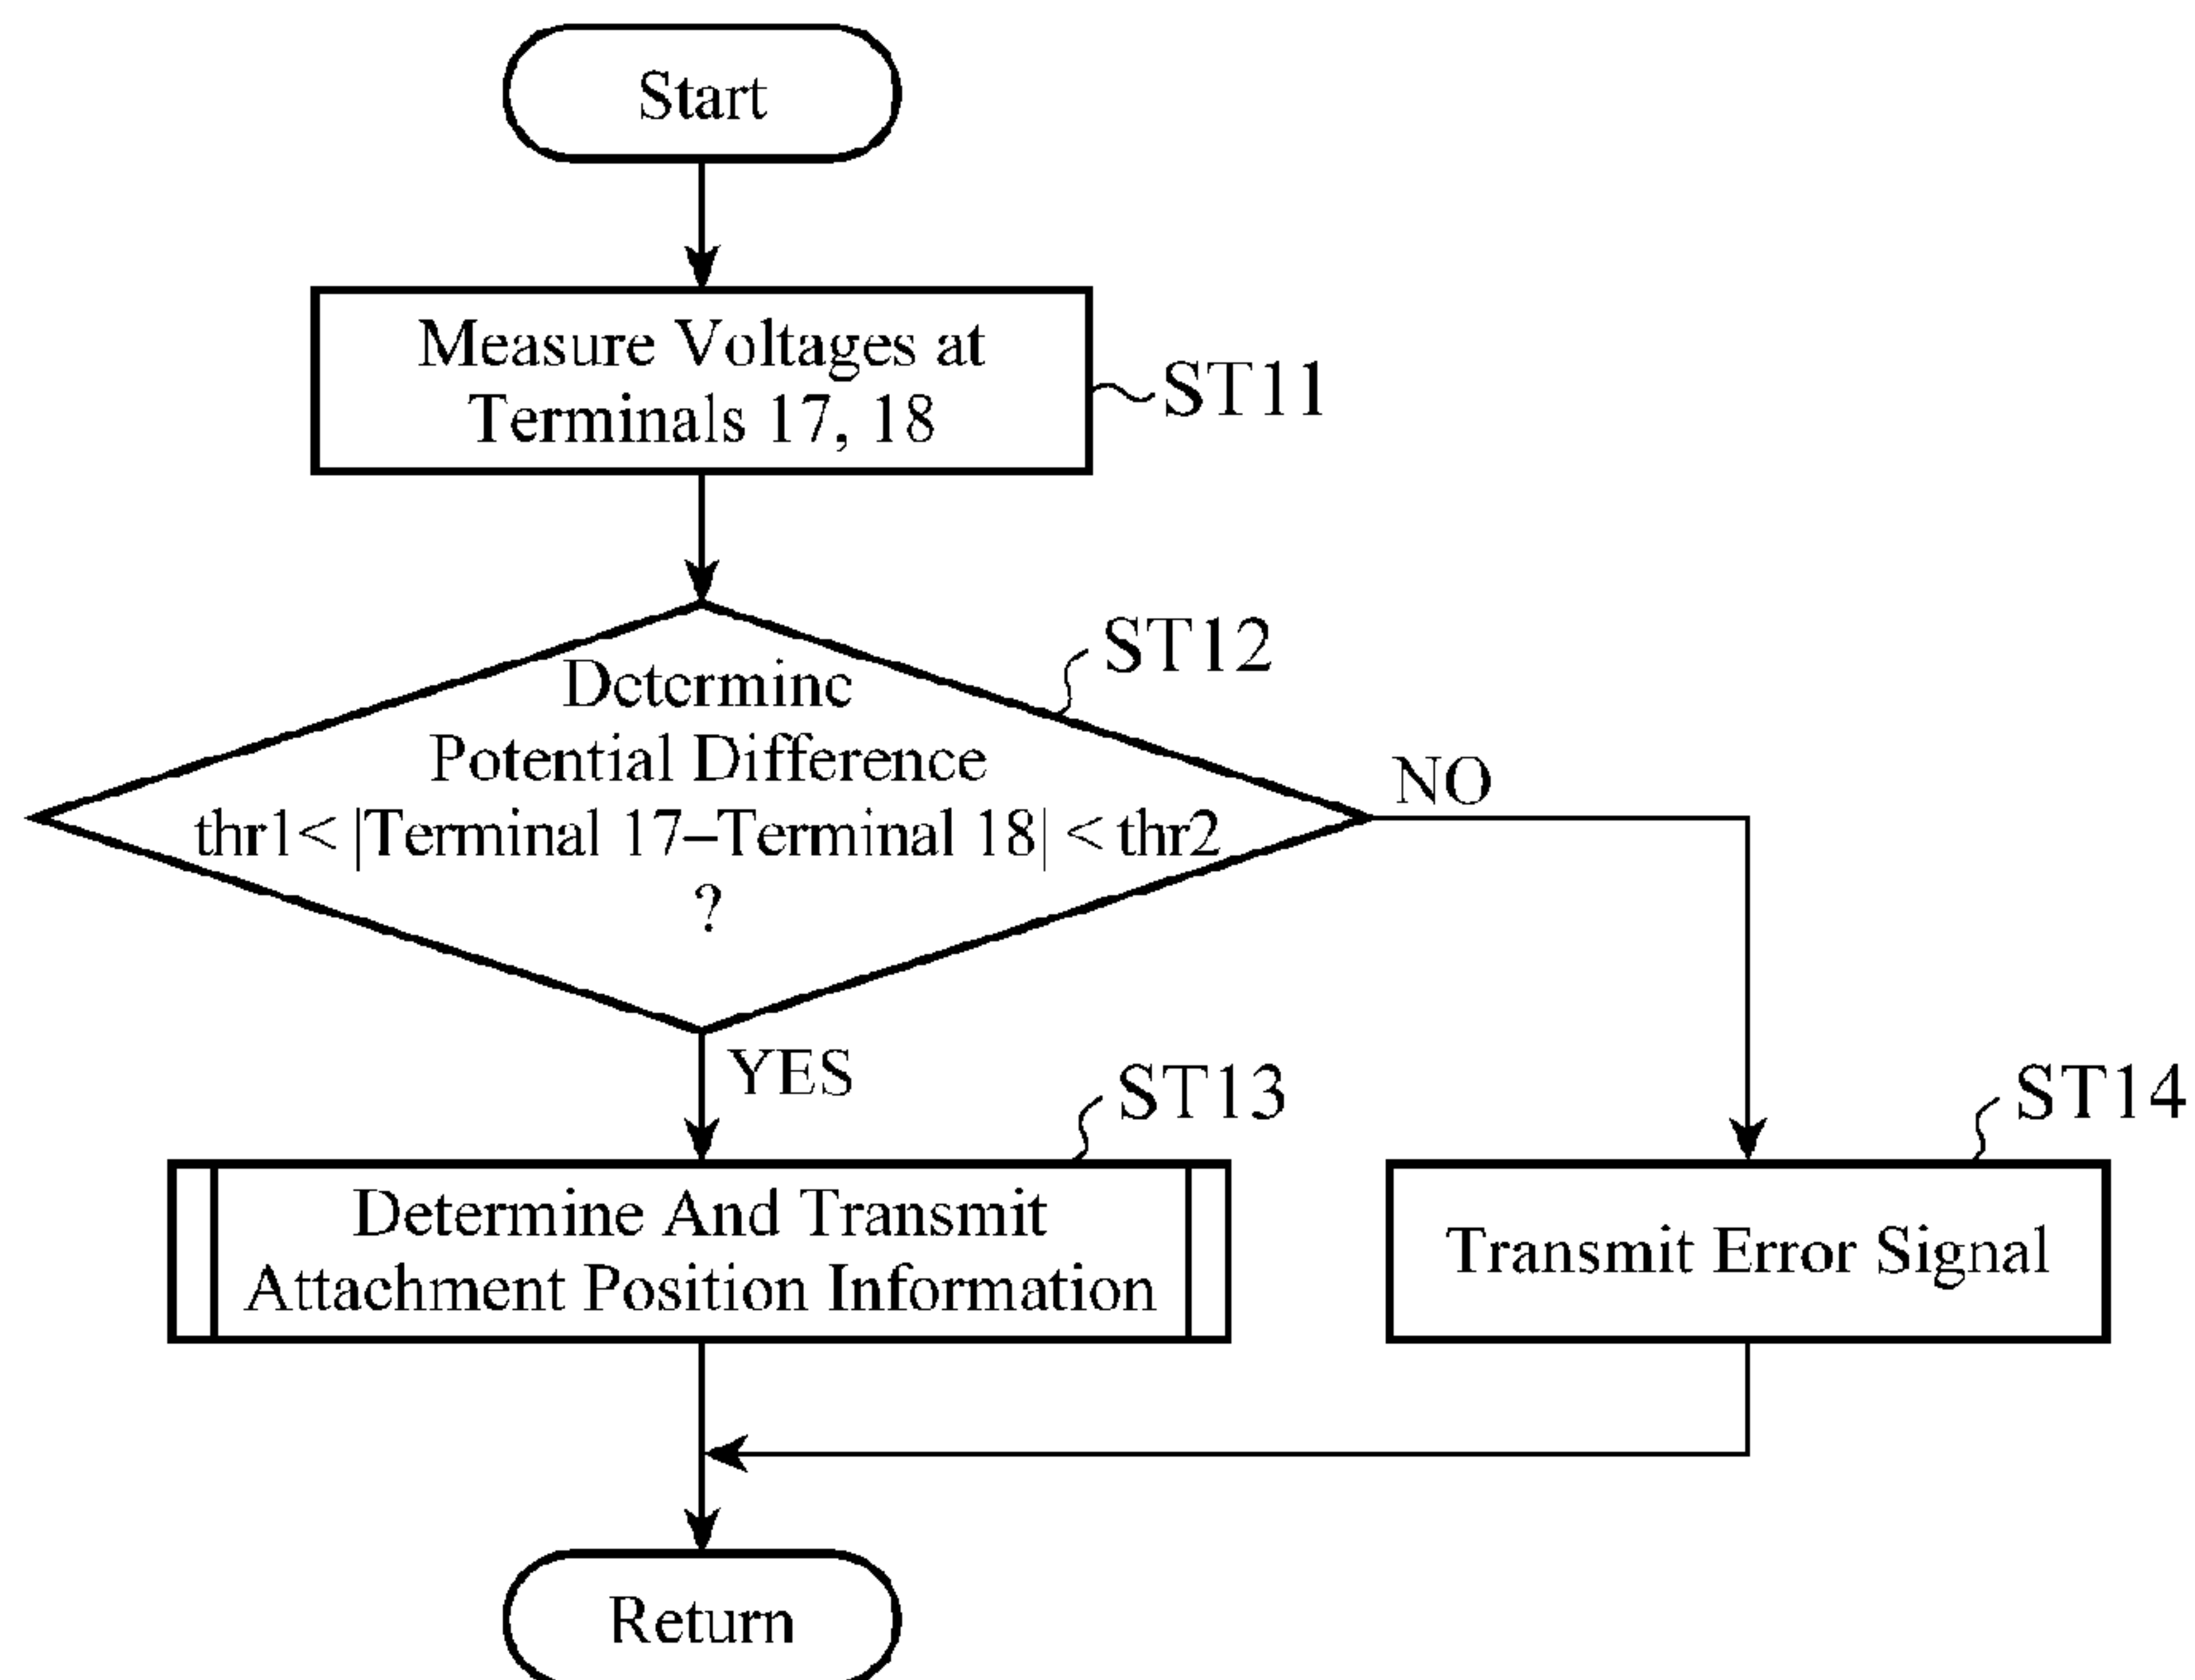 Start
Measure Voltages at
Terminals 17, 18
ST11
ST12
Determine
Potential Difference
thr1< |Terminal 17–Terminal 18| < thr2
?
NO
YES
ST13
ST14
Determine And Transmit
Attachment Position Information
Transmit Error Signal
Return